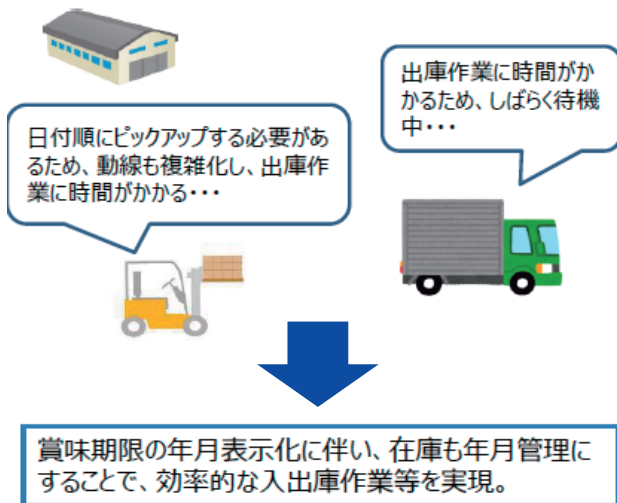 出庫作業に時間がか
かるため、しばらく待機
中・・・
日付順にピックアップする必要があ
るため、動線も複雑化し、出庫作
業に時間がかかる・・・
賞味期限の年月表示化に伴い、在庫も年月管理に
することで、効率的な入出庫作業等を実現。